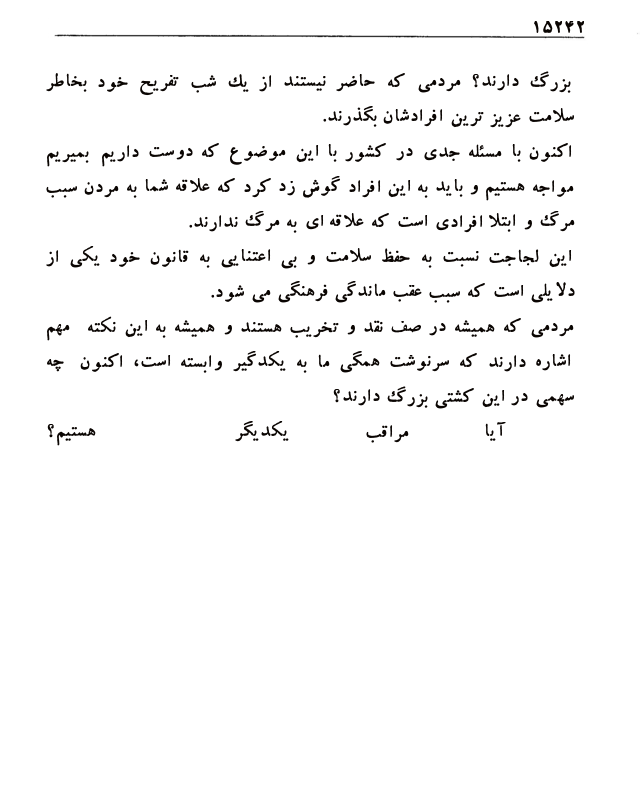 ۱۵۲۴۲
بزرگ دارند؟ مردمی که حاضر نیستند از یك شب تفریح خود بخاطر
سلامت عزیز ترین افرادشان بگذرند.
اکنون با مسئله جدی در کشور با این موضوع که دوست داریم بمیریم
مواجه هستیم و باید به این افراد گوش زد کرد که علاقه شما به مردن سبب
مرگ و ابتلا افرادی است که علاقه ای به مرگ ندارند.
این لجاجت نسبت به حفظ سلامت و بی اعتنایی به قانون خود یکی از
دلایلی است که سبب عقب ماندگی فرهنگی می شود.
مردمی که همیشه در صف نقد و تخریب هستند و همیشه به این نکته مهم
اشاره دارند که سرنوشت همگی ما به یکدگیر وابسته است، اکنون چه
سهمی در این کشتی بزرگ دارند؟
آیا مراقب یکدیگر هستیم؟